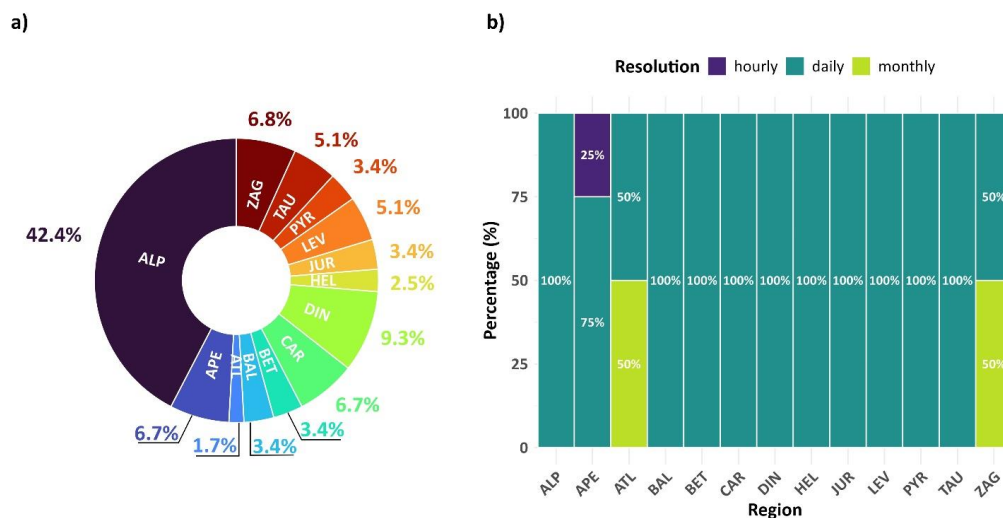 a)
6.8%
5.1%
3.4%
5.1%
3.4%
2.5%
9.3%
6.7%
3.4%
3.4%
1.7%
6.7%
42.4%
ZAG
TAU
PYR
LEV
JUR
HEL
DIN
CAR
BET
BAL
ATL
APE
ALP
b)
Resolution hourly daily monthly
Percentage (%)
100
75
50
25
0
100%
25%
75%
50%
50%
100%
100%
100%
100%
100%
100%
100%
100%
100%
50%
50%
ALP APE ATL BAL BET CAR DIN HEL JUR LEV PYR TAU ZAG
Region